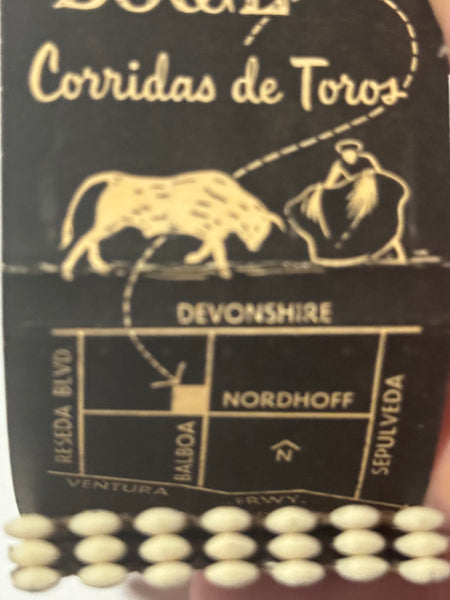 Corridas de Toros
DEVONSHIRE
RESEDA BLVD
NORDHOFF
BALBOA
N
SEPULVEDA
VENTURA FRWY.